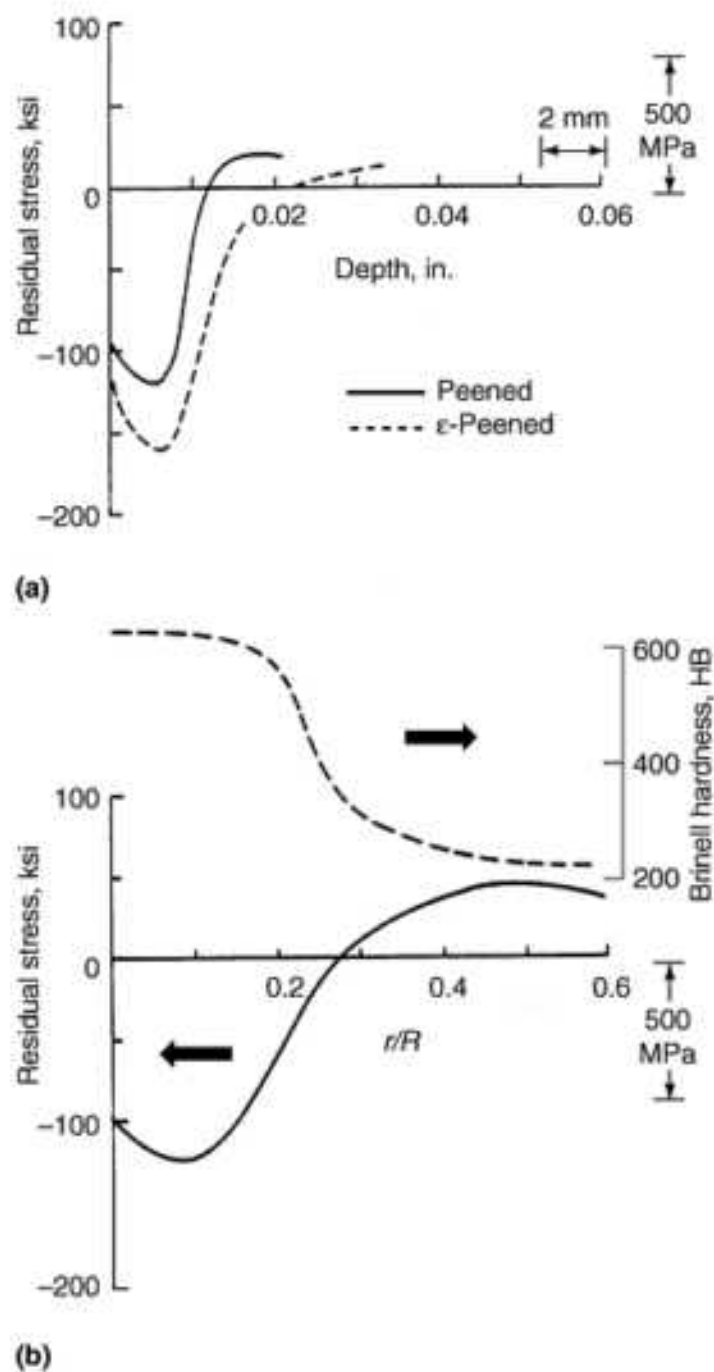 100
Residual stress, ksi
2 mm
500
MPa
0
0.02
0.04
0.06
Depth, in.
–100
Peened
ε-Peened
–200
(a)
600
Brinell hardness, HB
400
100
200
Residual stress, ksi
0
0.2
0.4
0.6
r/R
500
MPa
–100
–200
(b)